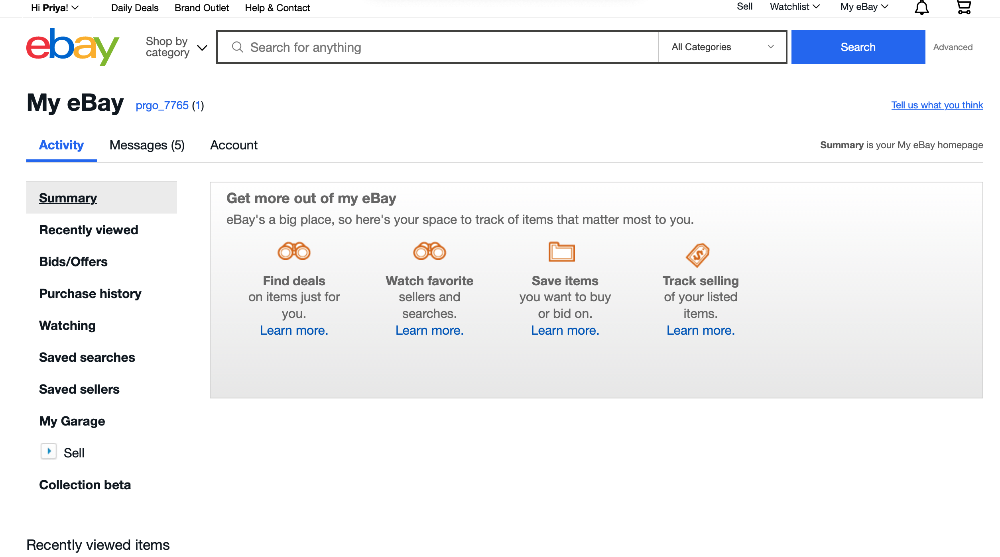 Hi Priya!
Daily Deals
Brand Outlet
Help & Contact
Sell
Watchlist
My eBay
ebay
Shop by
category
Search for anything
All Categories
Search
Advanced
My eBay
prgo_7765 (1)
Tell us what you think
Activity
Messages (5)
Account
Summary is your My eBay homepage
Summary
Recently viewed
Bids/Offers
Purchase history
Watching
Saved searches
Saved sellers
My Garage
Sell
Collection beta
Get more out of my eBay
eBay's a big place, so here's your space to track of items that matter most to you.
Find deals
on items just for
you.
Learn more.
Watch favorite
sellers and
searches.
Learn more.
Save items
you want to buy
or bid on.
Learn more.
$
Track selling
of your listed
items.
Learn more.
Recently viewed items